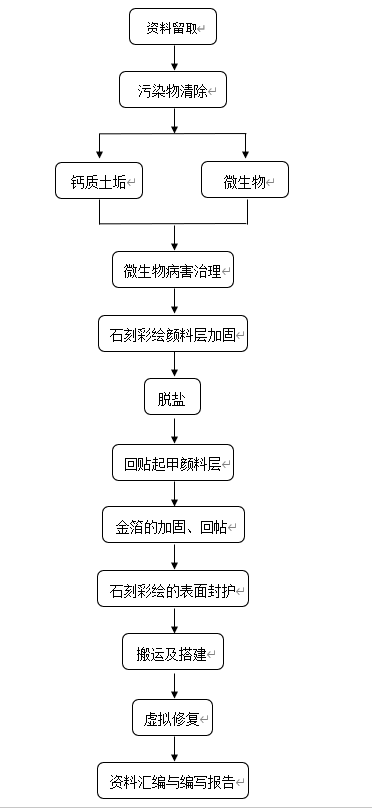 资料留取
污染物清除
钙质土垢
微生物
微生物病害治理
石刻彩绘颜料层加固
脱盐
回贴起甲颜料层
金箔的加固、回帖
石刻彩绘的表面封护
搬运及搭建
虚拟修复
资料汇编与编写报告